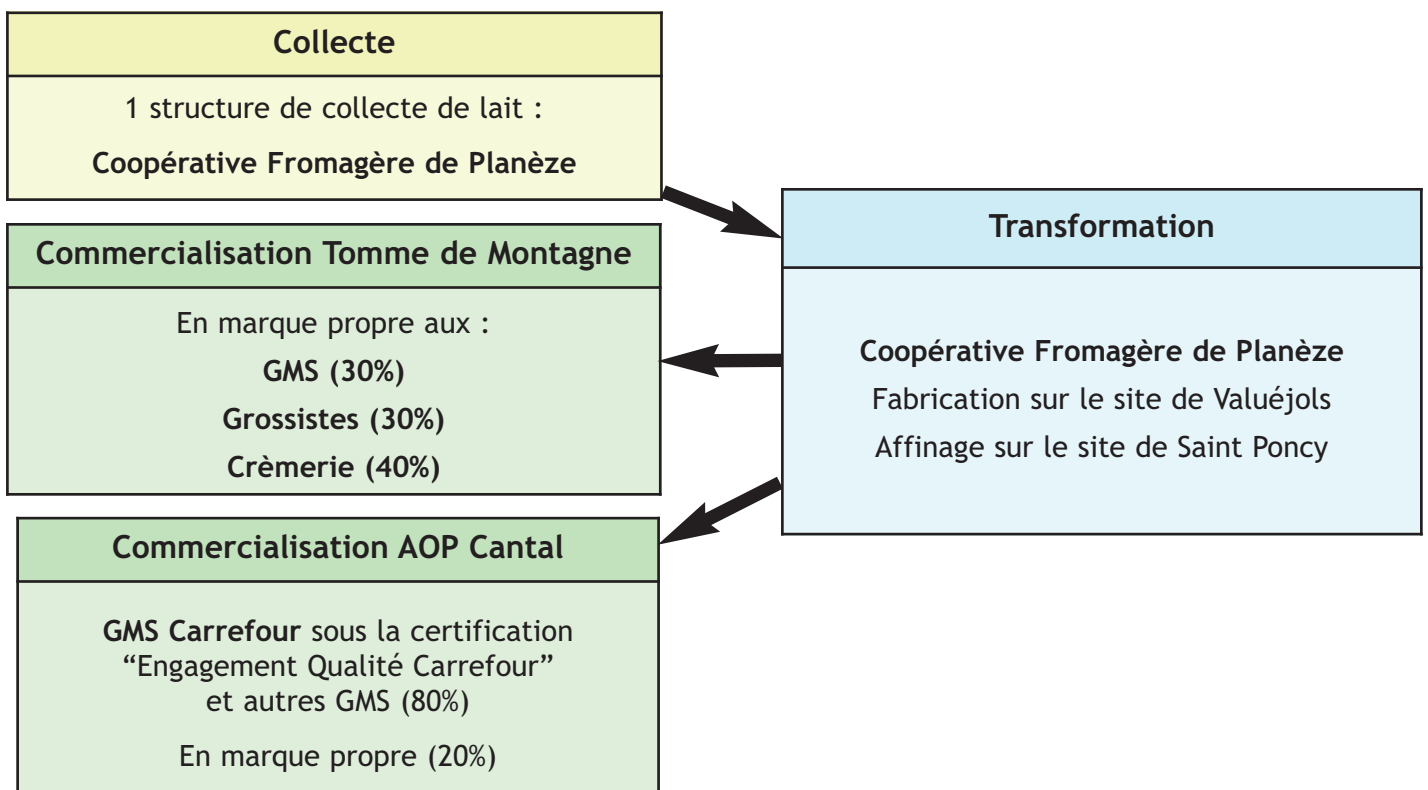 Collecte
1 structure de collecte de lait :
Coopérative Fromagère de Planèze
Transformation
Coopérative Fromagère de Planèze
Fabrication sur le site de Valuéjols
Affinage sur le site de Saint Poncy
Commercialisation Tomme de Montagne
En marque propre aux :
GMS (30%)
Grossistes (30%)
Crèmerie (40%)
Commercialisation AOP Cantal
GMS Carrefour sous la certification
“Engagement Qualité Carrefour”
et autres GMS (80%)
En marque propre (20%)